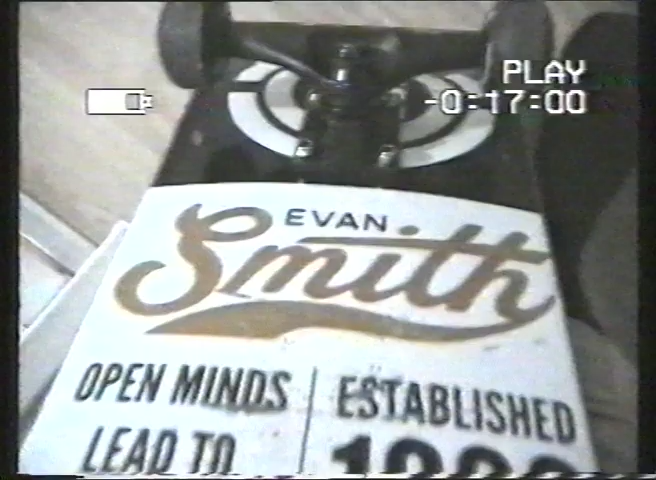 PLAY
-0:17:00
EVAN
Smith
OPEN MINDS
LEAD TO
ESTABLISHED